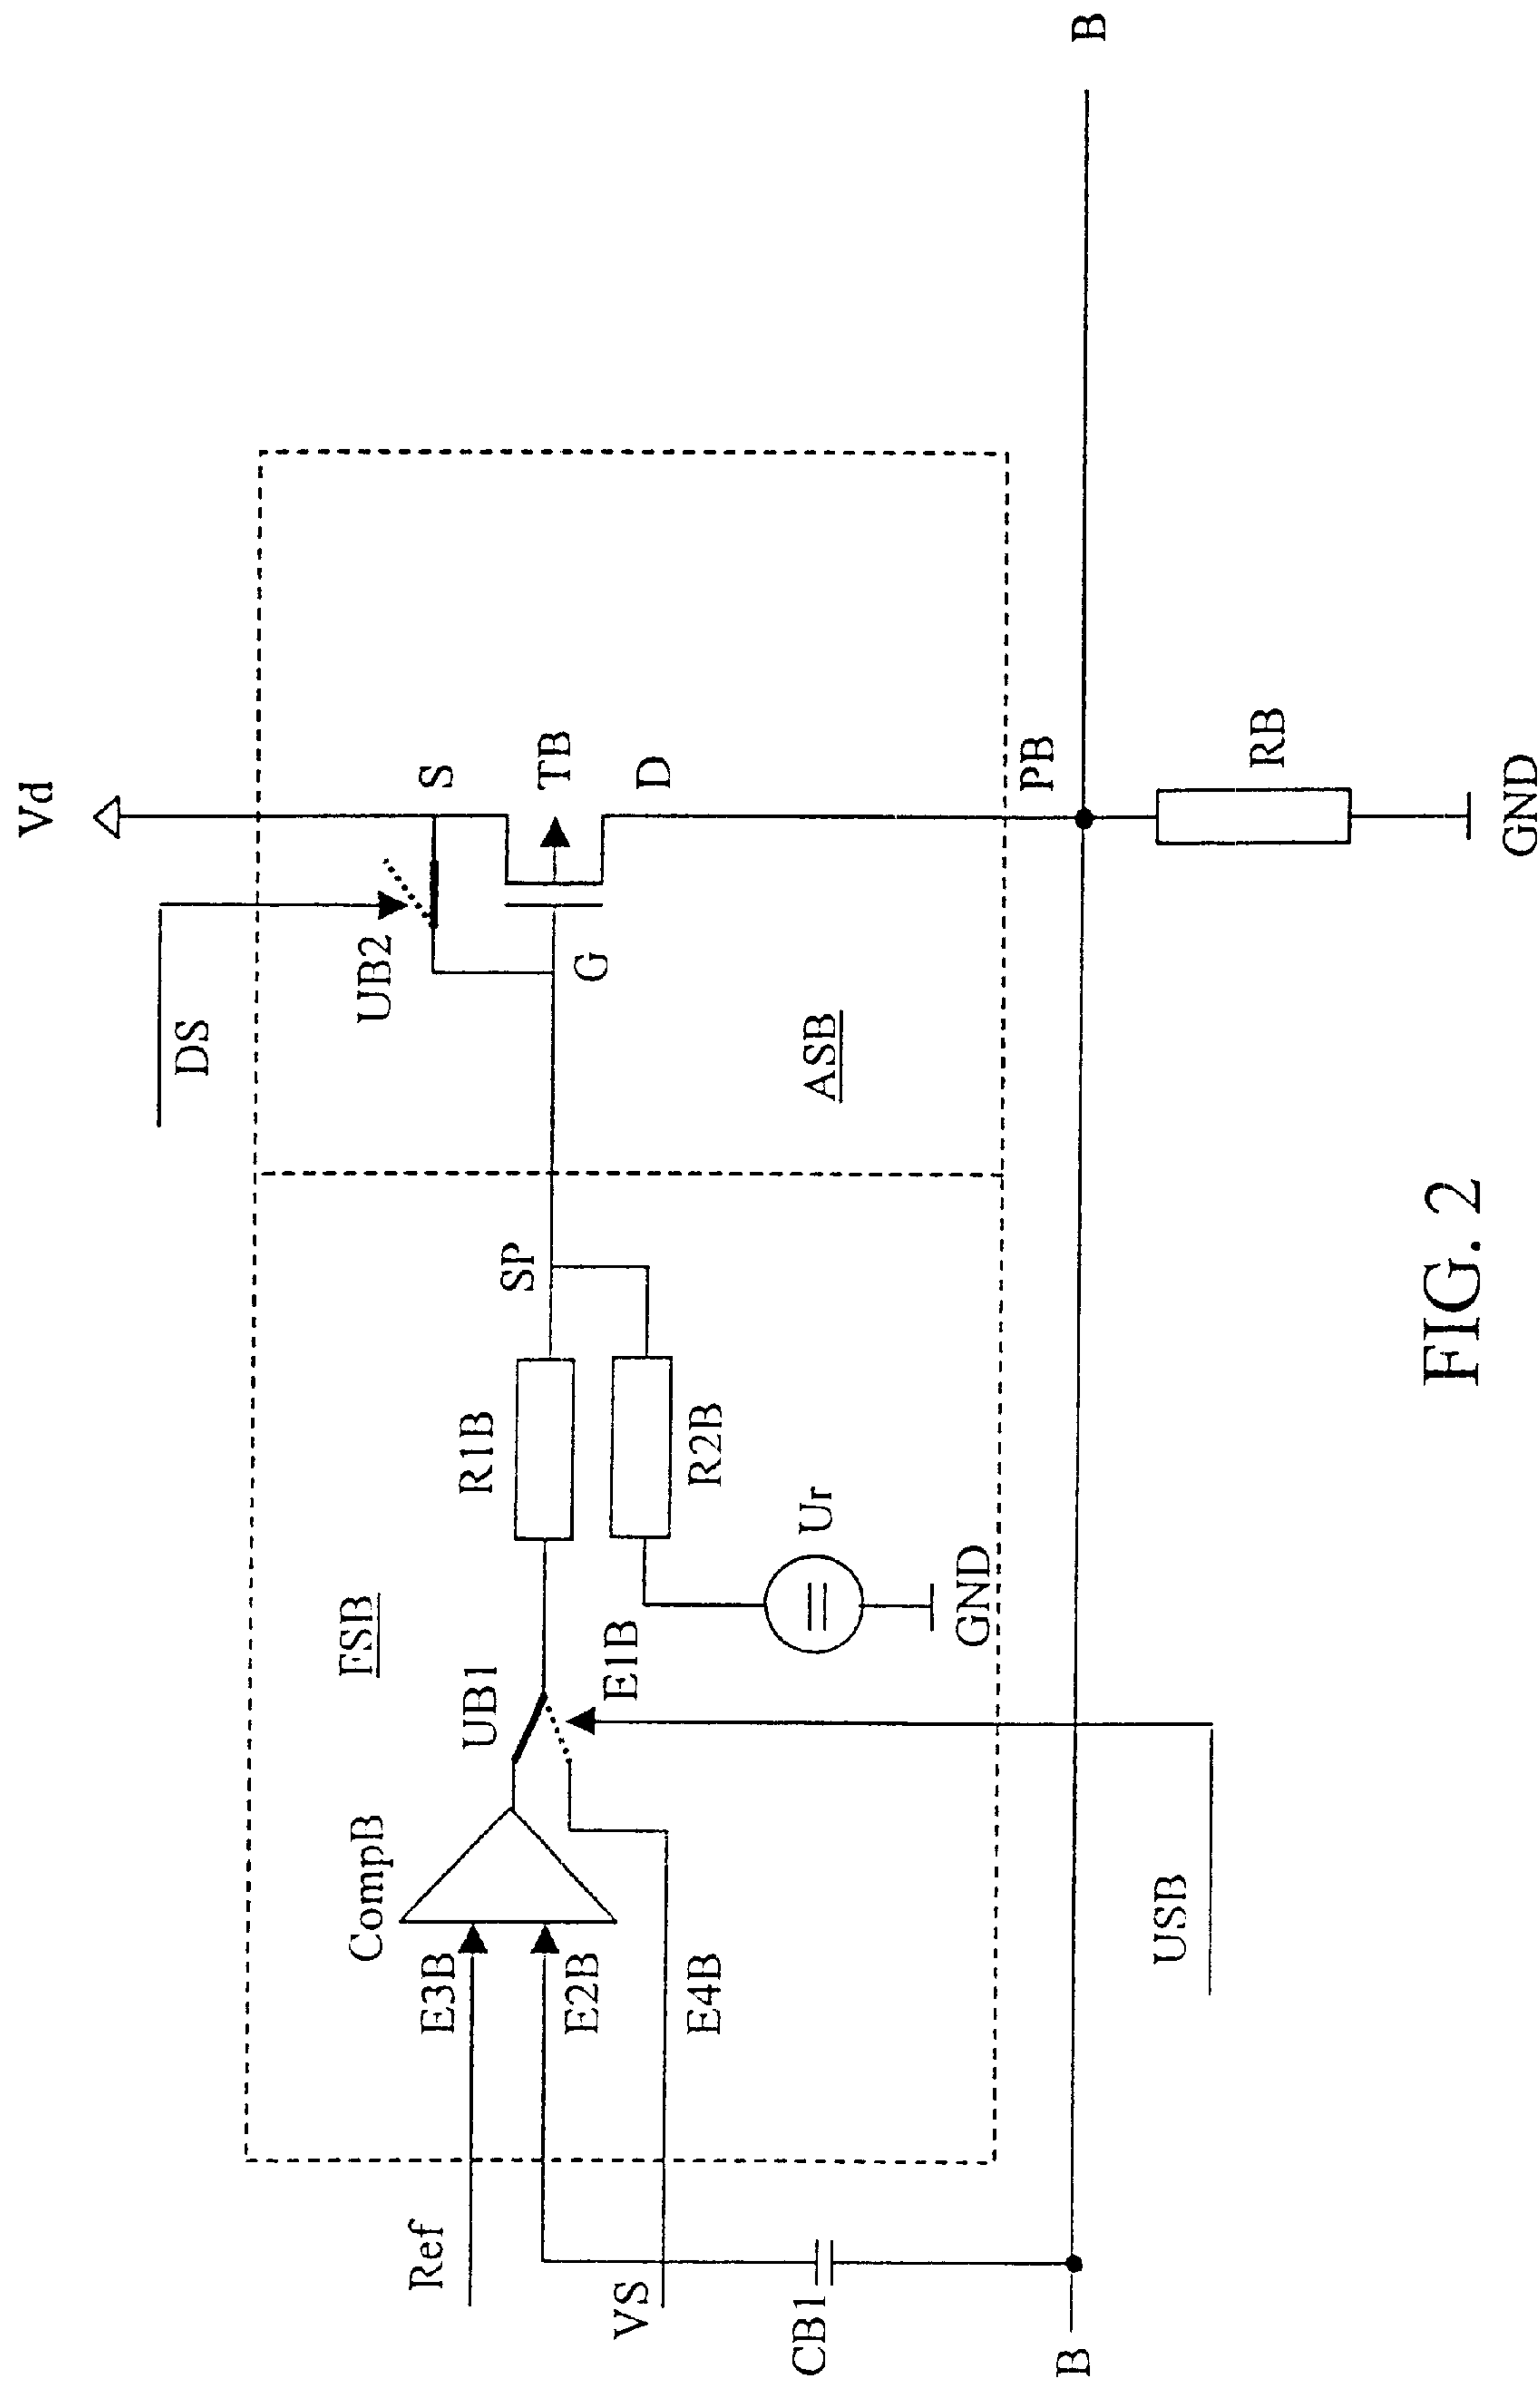 Vd
DS
UB2
S
TB
D
G
ASB
PB
B
RB
GND
SP
R1B
R2B
Ur
GND
FSB
UB1
E1B
CompB
E3B
E2B
E4B
Ref
VS
CB1
B
USB
FIG. 2